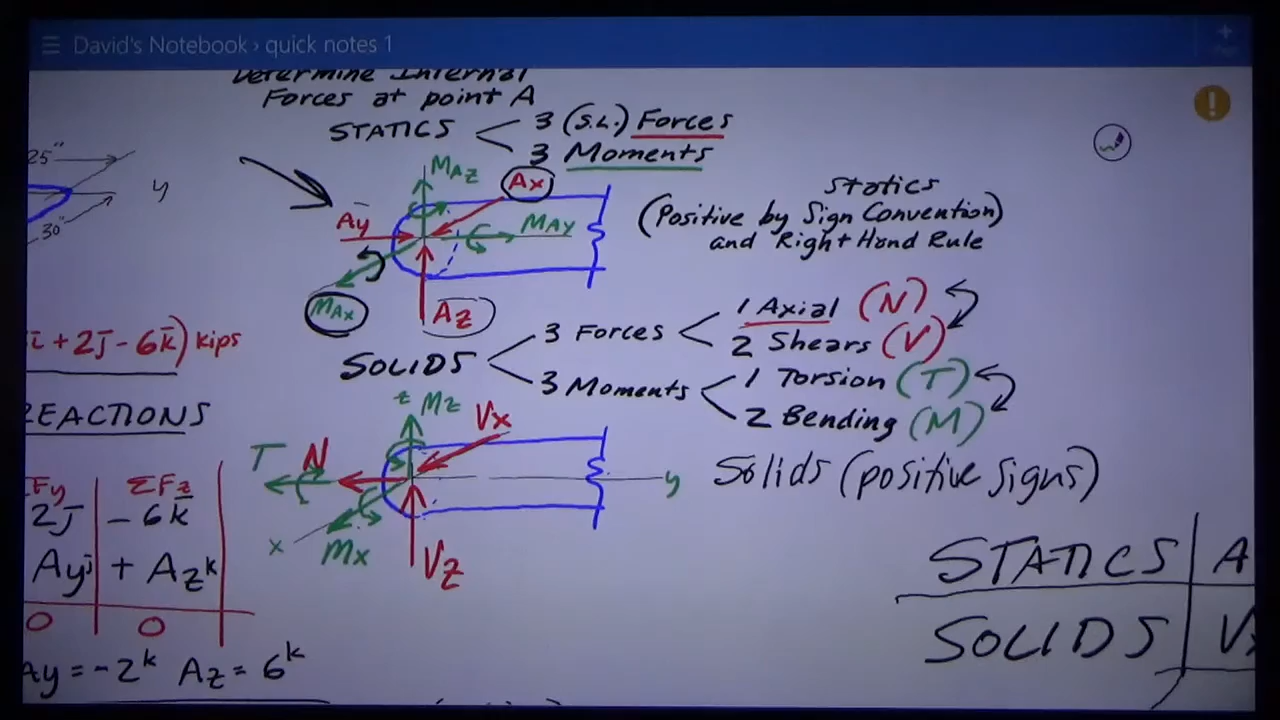 David's Notebook › quick notes 1
Determine Internal
Forces at point A
STATICS
3 (S.L.) Forces
3 Moments
25"
y
30"
MAz
Ax
Ay
MAy
MAx
Az
Statics
(Positive by Sign Convention)
and Right Hand Rule
i + 2j - 6k) kips
SOLIDS
3 Forces
1 Axial (N)
2 Shears (V)
3 Moments
1 Torsion (T)
2 Bending (M)
REACTIONS
z Mz
Vx
T N
y
x
Mx
Vz
Solids (positive signs)
Fy
ΣFz
2j
- 6k
Ayj + Azk
0
0
Ay = -2k Az = 6k
STATICS A
SOLIDS Vx